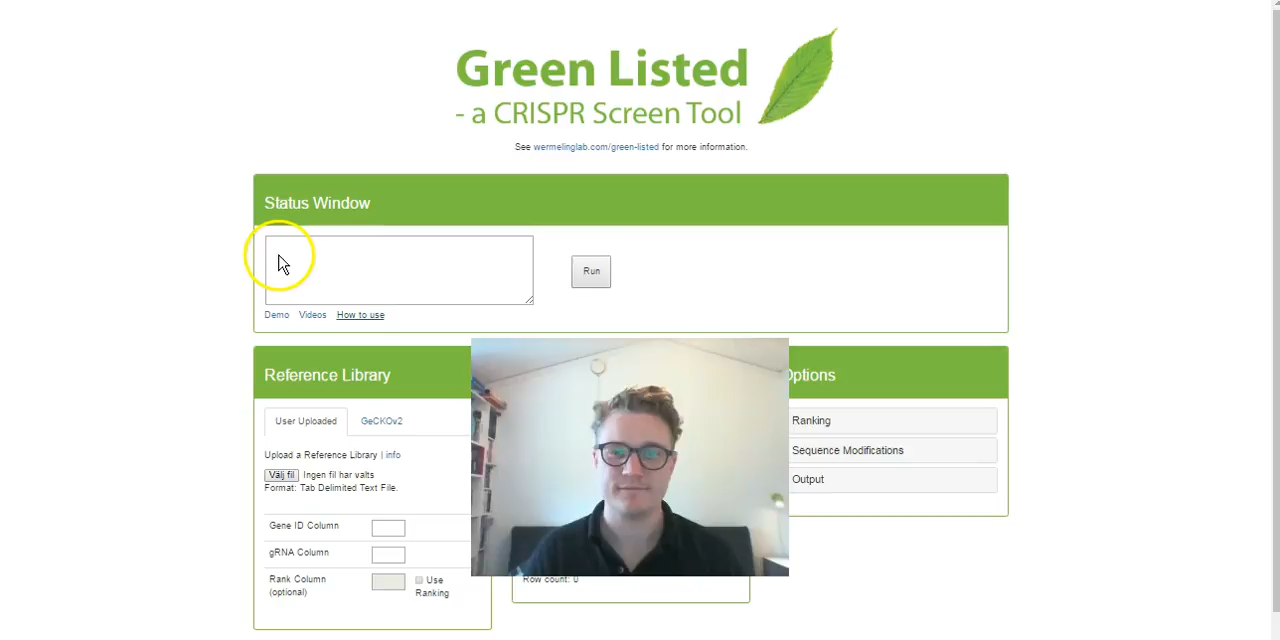 Green Listed
- a CRISPR Screen Tool
See wermelinglab.com/green-listed for more information.
Status Window
Run
Demo Videos How to use
Reference Library
User Uploaded GeCKOv2
Upload a Reference Library | info
Välj fil Ingen fil har valts
Format: Tab Delimited Text File.
Gene ID Column
gRNA Column
Rank Column
(optional)
Use
Ranking
Row count: 0
Options
Ranking
Sequence Modifications
Output